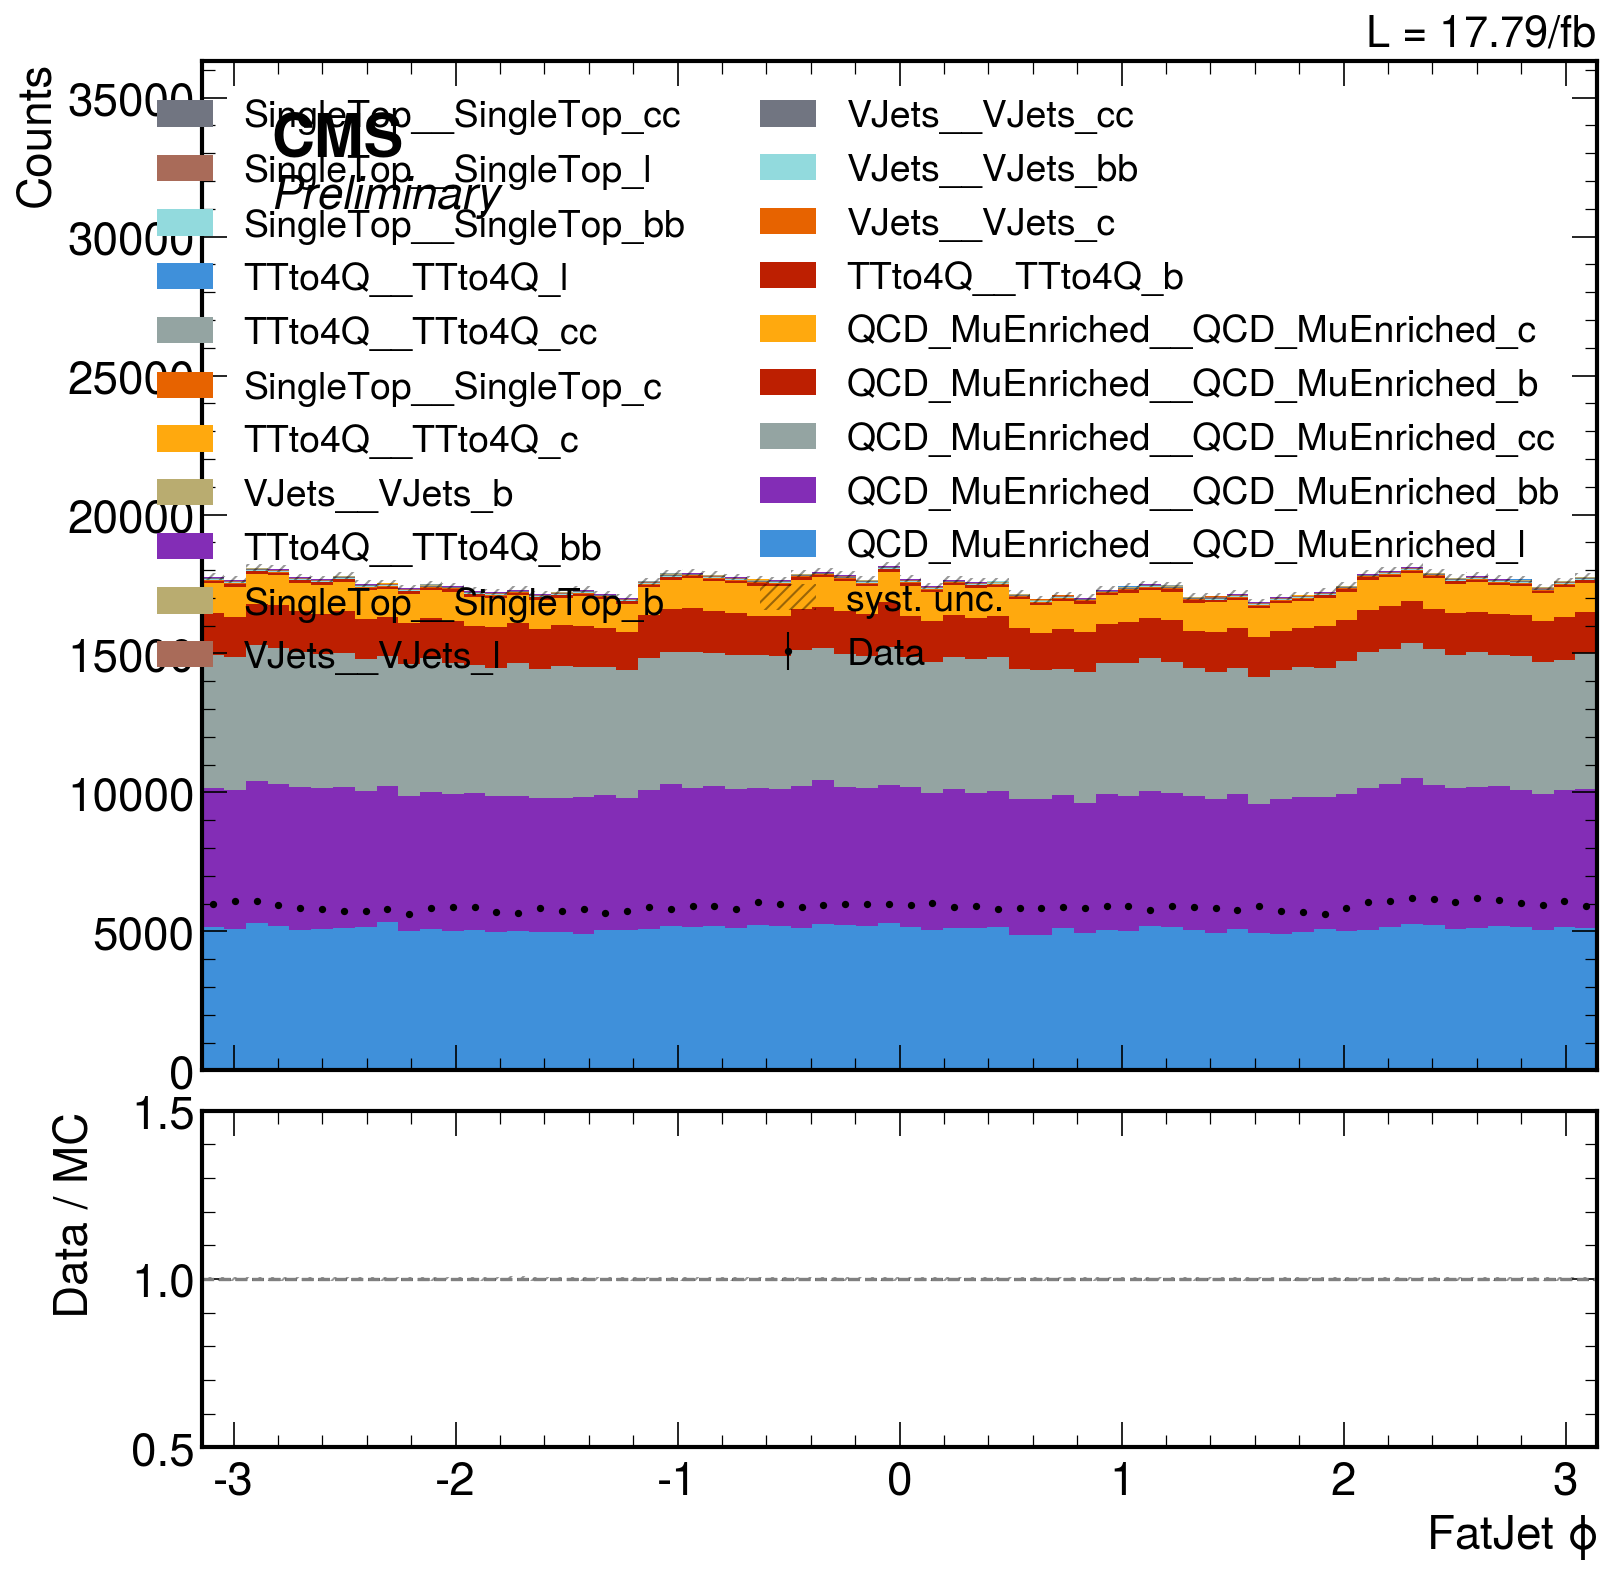 L = 17.79/fb
Counts
35000
30000
25000
20000
15000
10000
5000
0
CMS
Preliminary
SingleTop__SingleTop_cc
SingleTop__SingleTop_l
SingleTop__SingleTop_bb
TTto4Q__TTto4Q_l
TTto4Q__TTto4Q_cc
SingleTop__SingleTop_c
TTto4Q__TTto4Q_c
VJets__VJets_b
TTto4Q__TTto4Q_bb
SingleTop__SingleTop_b
VJets__VJets_l
VJets__VJets_cc
VJets__VJets_bb
VJets__VJets_c
TTto4Q__TTto4Q_b
QCD_MuEnriched__QCD_MuEnriched_c
QCD_MuEnriched__QCD_MuEnriched_b
QCD_MuEnriched__QCD_MuEnriched_cc
QCD_MuEnriched__QCD_MuEnriched_bb
QCD_MuEnriched__QCD_MuEnriched_l
syst. unc.
Data
Data / MC
1.5
1.0
0.5
-3 -2 -1 0 1 2 3
FatJet ϕ